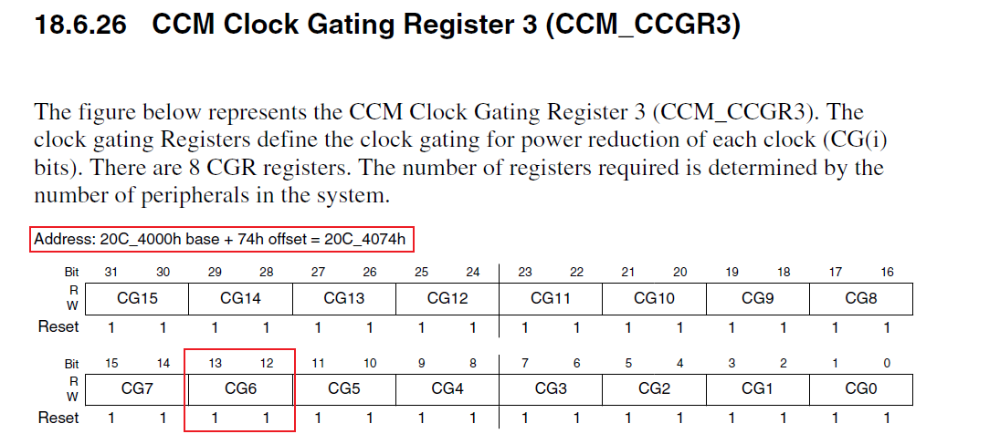 18.6.26 CCM Clock Gating Register 3 (CCM_CCGR3)
The figure below represents the CCM Clock Gating Register 3 (CCM_CCGR3). The
clock gating Registers define the clock gating for power reduction of each clock (CG(i)
bits). There are 8 CGR registers. The number of registers required is determined by the
number of peripherals in the system.
Address: 20C_4000h base + 74h offset = 20C_4074h
Bit 31 30 29 28 27 26 25 24 23 22 21 20 19 18 17 16
R
W
CG15 CG14 CG13 CG12 CG11 CG10 CG9 CG8
Reset 1 1 1 1 1 1 1 1 1 1 1 1 1 1 1 1
Bit 15 14 13 12 11 10 9 8 7 6 5 4 3 2 1 0
R
W
CG7 CG6 CG5 CG4 CG3 CG2 CG1 CG0
Reset 1 1 1 1 1 1 1 1 1 1 1 1 1 1 1 1